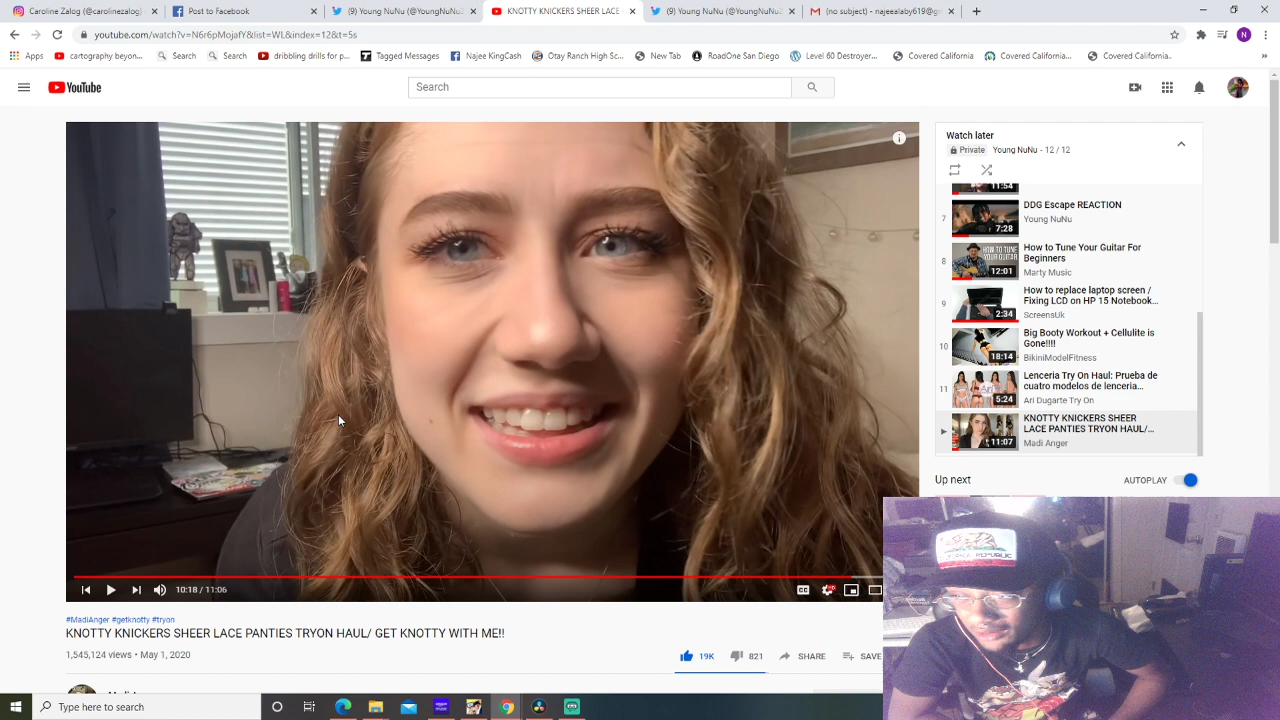 Post to Facebook
(9) Young NuNu (@YoungNuNu
KNOTTY KNICKERS SHEER LACE
(9) Young NuNu (@YoungNuNu
(no subject) - najeealaby619@g
youtube.com/watch?v=N6r6pMojafY&list=WL&index=12&t=5s
N
cartography beyon...
Search
Search
dribbling drills for p...
Tagged Messages
Najee KingCash
Otay Ranch High Sc...
New Tab
RoadOne San Diego
Level 60 Destroyer...
Covered California
Covered California...
Covered California..
YouTube
Search
Watch later
Private Young NuNu - 12 / 12
11:54
7
DDG Escape REACTION
Young NuNu
7:28
8
How to Tune Your Guitar For
Beginners
Marty Music
HOW TO TUNE
YOUR GUITAR
12:01
9
How to replace laptop screen /
Fixing LCD on HP 15 Notebook...
ScreensUk
2:34
10
Big Booty Workout + Cellulite is
Gone!!!!
BikiniModelFitness
18:14
11
Lenceria Try On Haul: Prueba de
cuatro modelos de lenceria...
Ari Dugarte Try On
5:24
KNOTTY KNICKERS SHEER
LACE PANTIES TRYON HAUL/...
Madi Anger
11:07
Up next
AUTOPLAY
10:18 / 11:06
CC
#MadiAnger #getknotty #tryon
KNOTTY KNICKERS SHEER LACE PANTIES TRYON HAUL/ GET KNOTTY WITH ME!!
1,545,124 views • May 1, 2020
19K
821
SHARE
SAVE
Type here to search